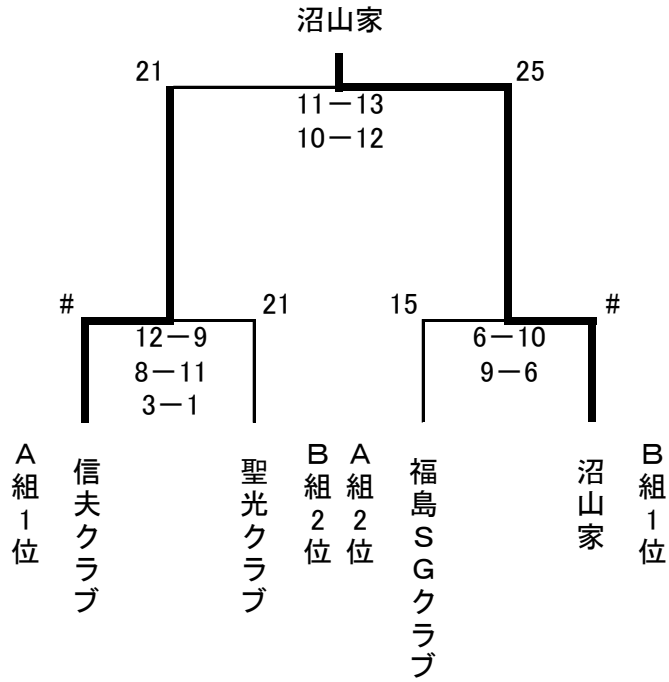 沼山家
21
25
11－13
10－12
#
21
15
#
12－9
8－11
3－1
6－10
9－6
A組1位
信夫クラブ
聖光クラブ
B組2位
A組2位
福島SGクラブ
沼山家
B組1位